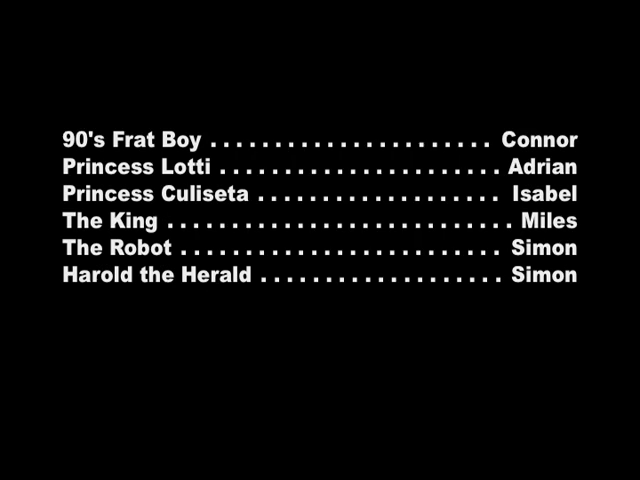 90's Frat Boy . . . . . . . . . . . . . . . . . . . . . . Connor
Princess Lotti . . . . . . . . . . . . . . . . . . . . . . Adrian
Princess Culiseta . . . . . . . . . . . . . . . . . . . Isabel
The King . . . . . . . . . . . . . . . . . . . . . . . . . . . Miles
The Robot . . . . . . . . . . . . . . . . . . . . . . . . . Simon
Harold the Herald . . . . . . . . . . . . . . . . . . . Simon